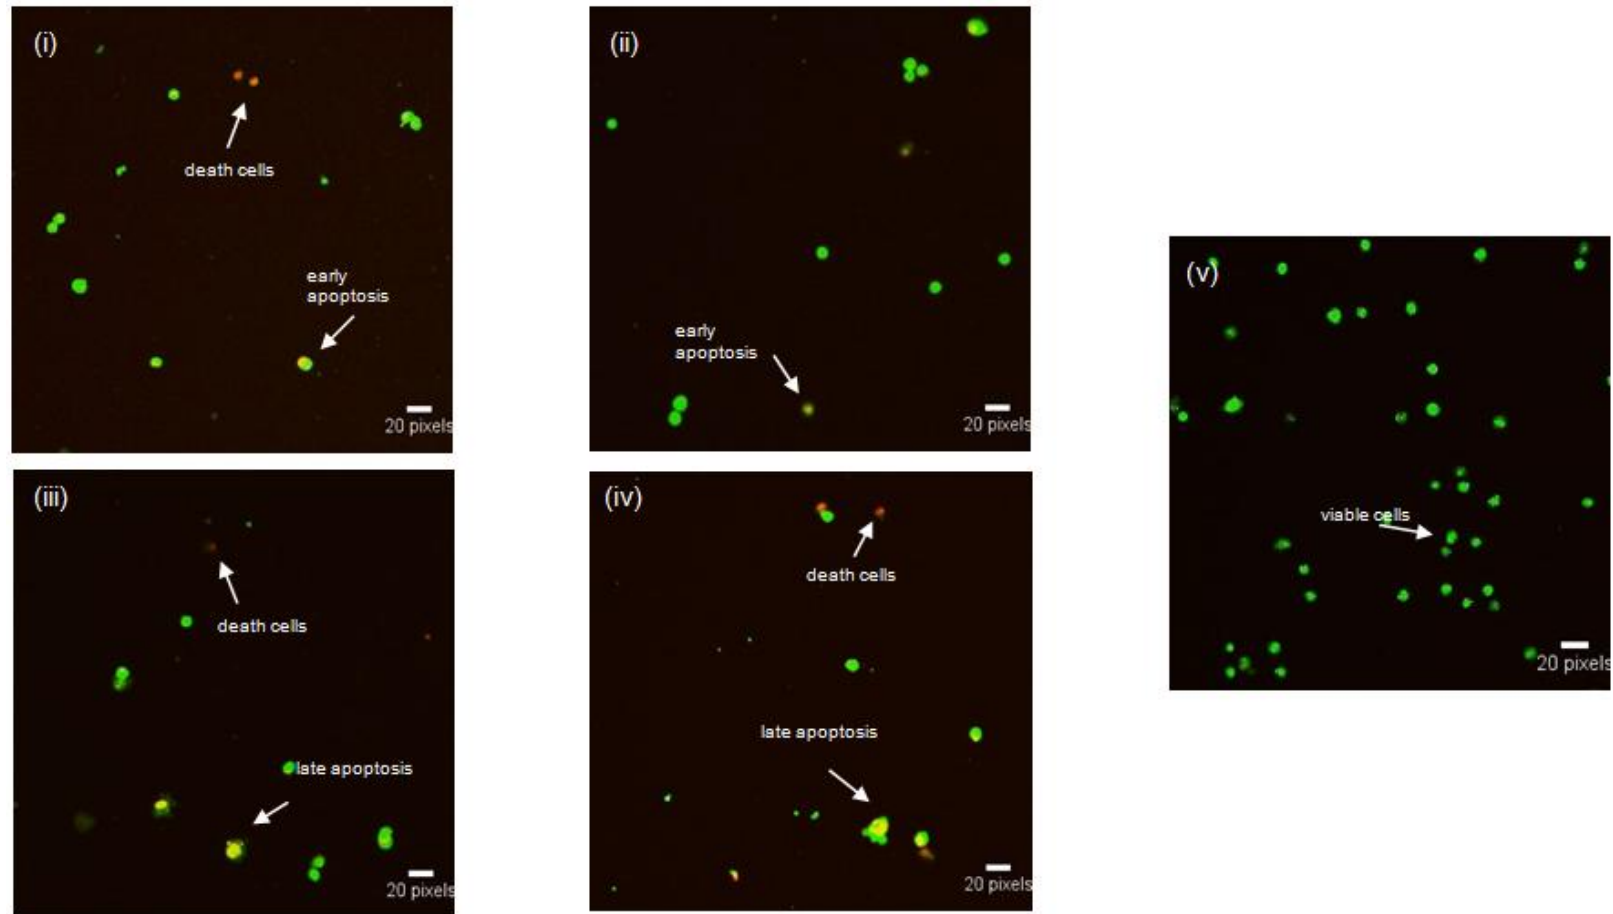 (i)
death cells
early
apoptosis
20 pixels
(ii)
early
apoptosis
20 pixels
(iii)
death cells
late apoptosis
20 pixels
(iv)
death cells
late apoptosis
20 pixels
(v)
viable cells
20 pixels